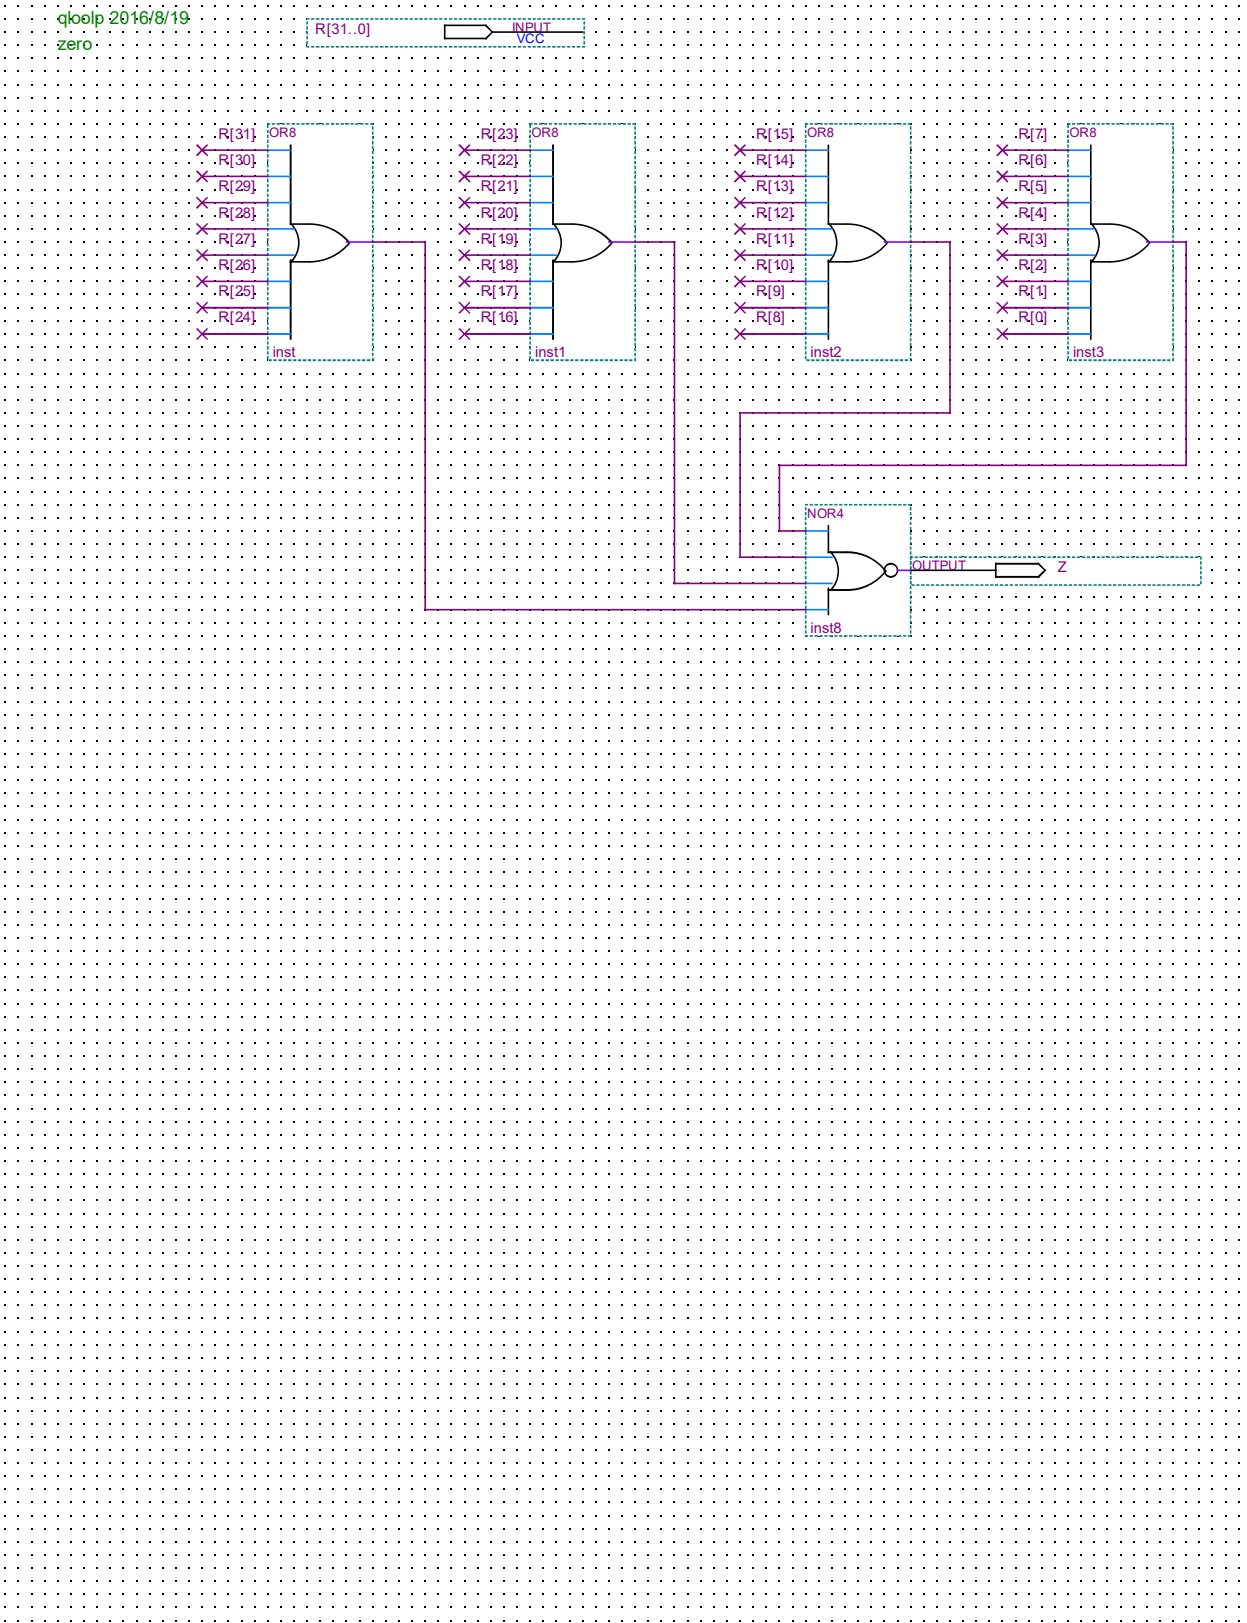 qloolp 2016/8/19
zero
R[31..0]
INPUT
VCC
OR8
R[31]
R[30]
R[29]
R[28]
R[27]
R[26]
R[25]
R[24]
inst
OR8
R[23]
R[22]
R[21]
R[20]
R[19]
R[18]
R[17]
R[16]
inst1
OR8
R[15]
R[14]
R[13]
R[12]
R[11]
R[10]
R[9]
R[8]
inst2
OR8
R[7]
R[6]
R[5]
R[4]
R[3]
R[2]
R[1]
R[0]
inst3
NOR4
inst8
OUTPUT
Z